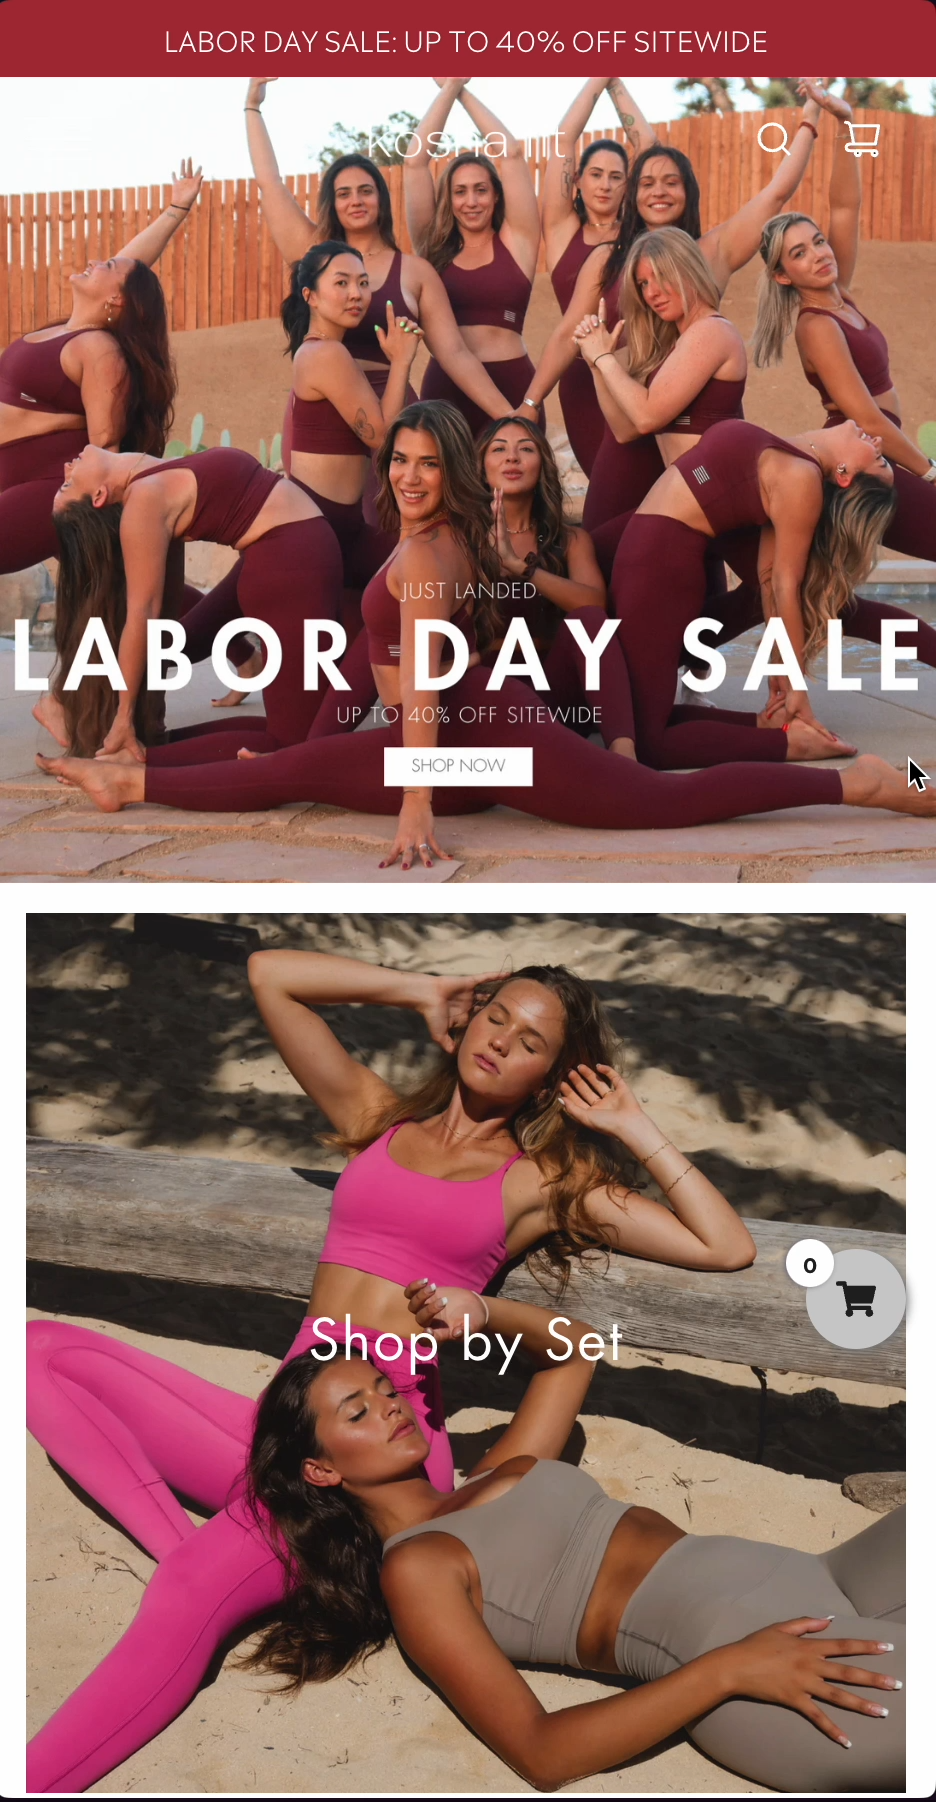 LABOR DAY SALE: UP TO 40% OFF SITEWIDE
kosha fit
JUST LANDED
LABOR DAY SALE
UP TO 40% OFF SITEWIDE
SHOP NOW
0
Shop by Set